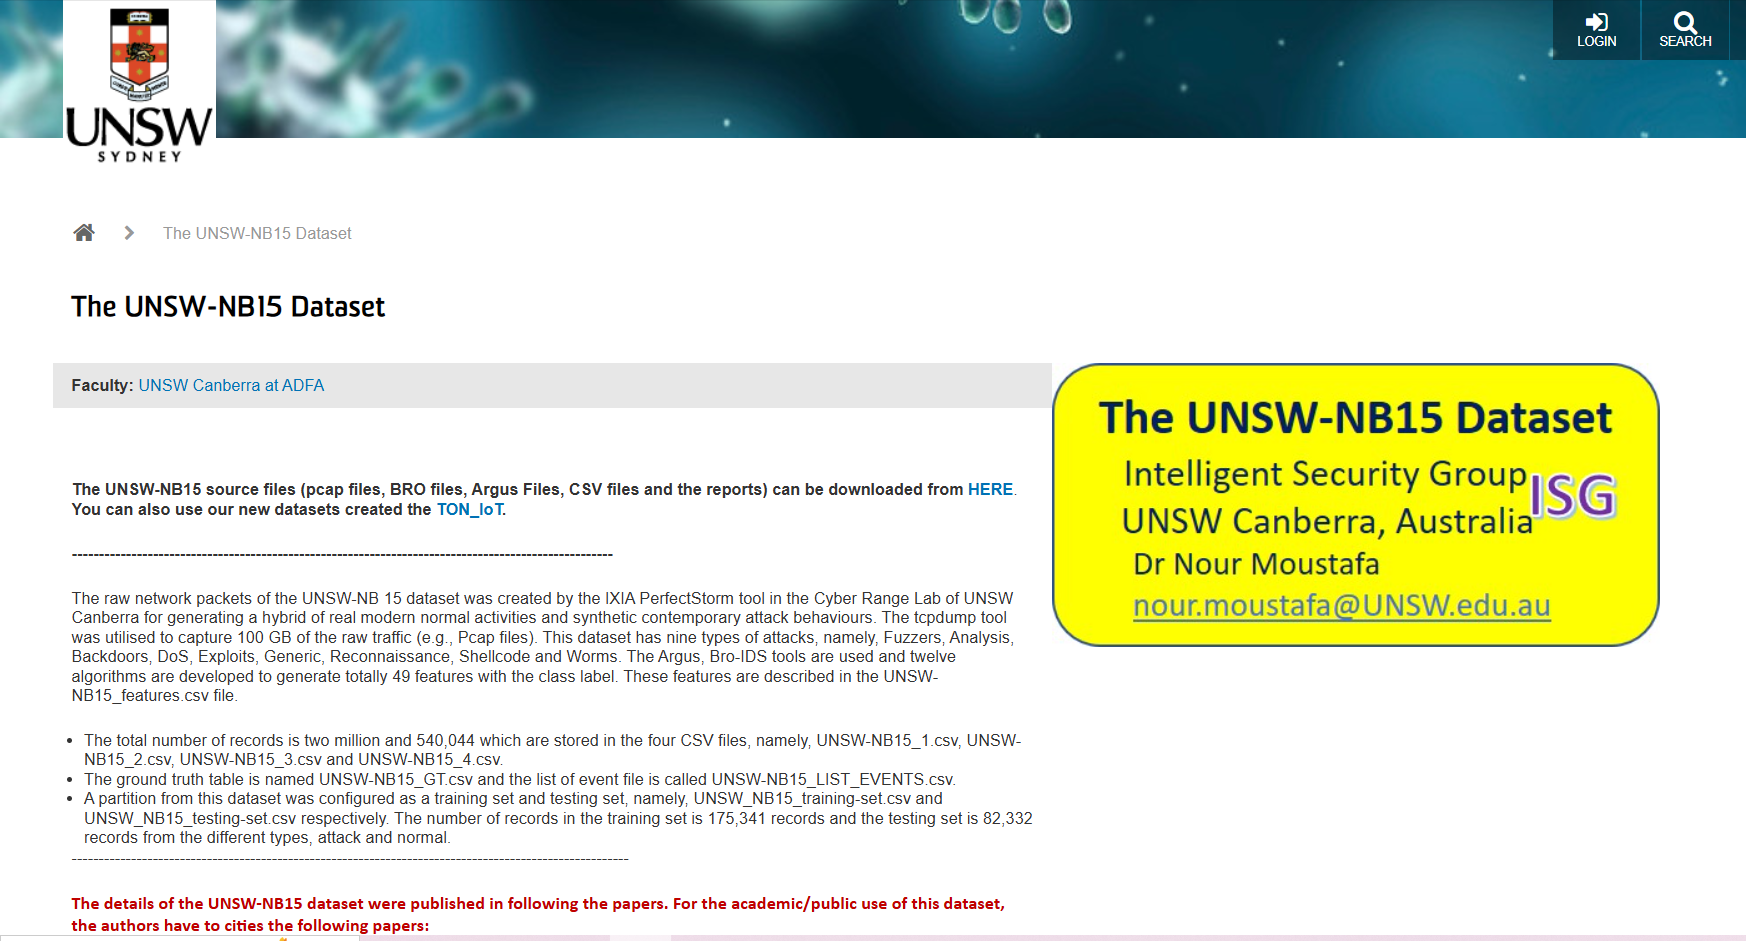 LOGIN
SEARCH
UNSW
SYDNEY
The UNSW-NB15 Dataset
The UNSW-NB15 Dataset
Faculty: UNSW Canberra at ADFA
The UNSW-NB15 Dataset
Intelligent Security Group
ISG
UNSW Canberra, Australia
Dr Nour Moustafa
nour.moustafa@UNSW.edu.au
The UNSW-NB15 source files (pcap files, BRO files, Argus Files, CSV files and the reports) can be downloaded from HERE.
You can also use our new datasets created the TON_IoT.
---------------------------------------------------------------------------------------------------
The raw network packets of the UNSW-NB 15 dataset was created by the IXIA PerfectStorm tool in the Cyber Range Lab of UNSW
Canberra for generating a hybrid of real modern normal activities and synthetic contemporary attack behaviours. The tcpdump tool
was utilised to capture 100 GB of the raw traffic (e.g., Pcap files). This dataset has nine types of attacks, namely, Fuzzers, Analysis,
Backdoors, DoS, Exploits, Generic, Reconnaissance, Shellcode and Worms. The Argus, Bro-IDS tools are used and twelve
algorithms are developed to generate totally 49 features with the class label. These features are described in the UNSW-
NB15_features.csv file.
• The total number of records is two million and 540,044 which are stored in the four CSV files, namely, UNSW-NB15_1.csv, UNSW-
NB15_2.csv, UNSW-NB15_3.csv and UNSW-NB15_4.csv.
• The ground truth table is named UNSW-NB15_GT.csv and the list of event file is called UNSW-NB15_LIST_EVENTS.csv.
• A partition from this dataset was configured as a training set and testing set, namely, UNSW_NB15_training-set.csv and
UNSW_NB15_testing-set.csv respectively. The number of records in the training set is 175,341 records and the testing set is 82,332
records from the different types, attack and normal.
------------------------------------------------------------------------------------------------------
The details of the UNSW-NB15 dataset were published in following the papers. For the academic/public use of this dataset,
the authors have to cities the following papers: